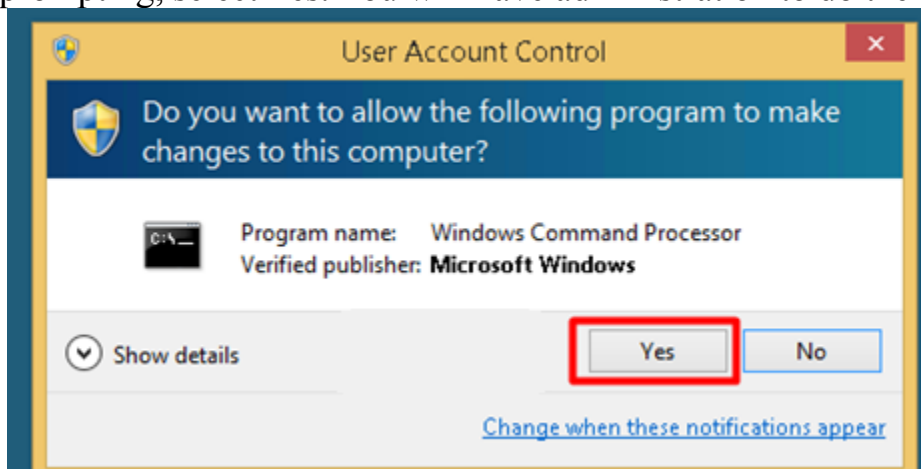 User Account Control
Do you want to allow the following program to make
changes to this computer?
C:\
Program name: Windows Command Processor
Verified publisher: Microsoft Windows
Show details
Yes
No
Change when these notifications appear